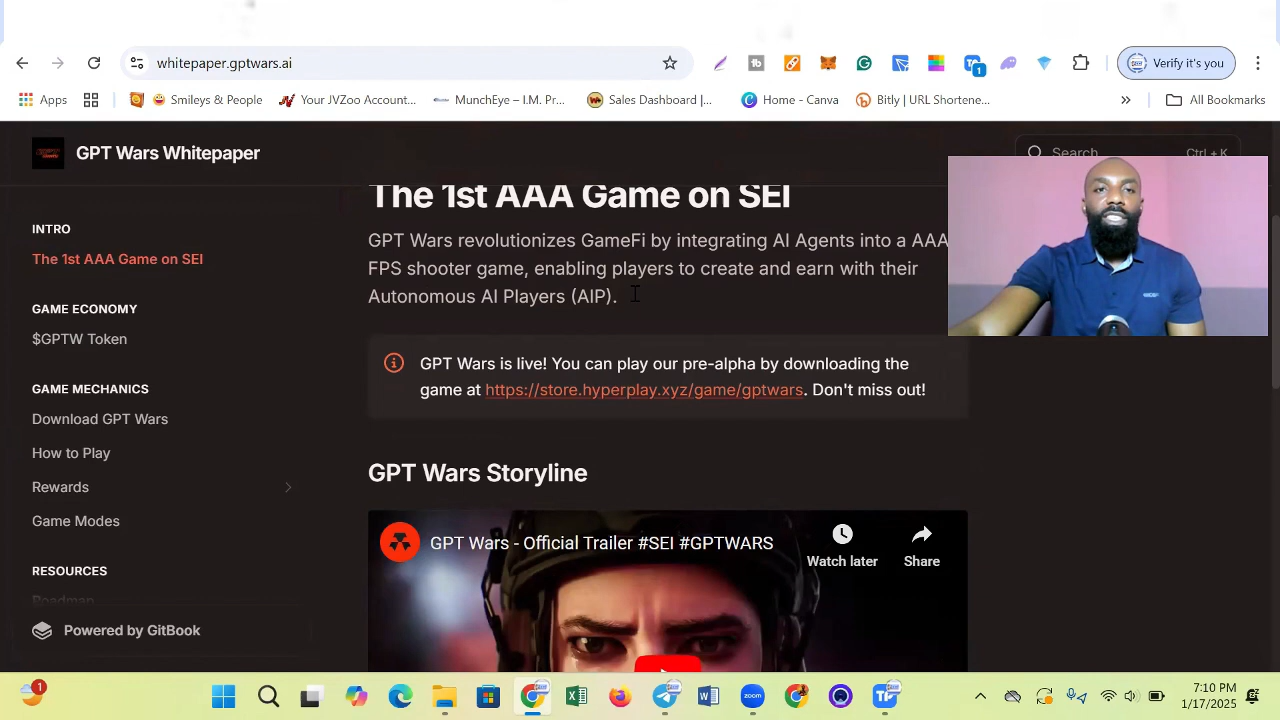 whitepaper.gptwars.ai
Verify it's you
1
Apps
Smileys & People
Your JVZoo Account...
MunchEye – I.M. Pr...
Sales Dashboard |...
Home - Canva
Bitly | URL Shortene...
All Bookmarks
GPT Wars Whitepaper
Search... Ctrl + K
INTRO
The 1st AAA Game on SEI
GAME ECONOMY
$GPTW Token
GAME MECHANICS
Download GPT Wars
How to Play
Rewards
Game Modes
RESOURCES
Roadmap
Powered by GitBook
The 1st AAA Game on SEI
GPT Wars revolutionizes GameFi by integrating AI Agents into a AAA
FPS shooter game, enabling players to create and earn with their
Autonomous AI Players (AIP).
GPT Wars is live! You can play our pre-alpha by downloading the
game at https://store.hyperplay.xyz/game/gptwars. Don't miss out!
GPT Wars Storyline
GPT Wars - Official Trailer #SEI #GPTWARS
Watch later
Share
1
zoom
7:10 PM
1/17/2025